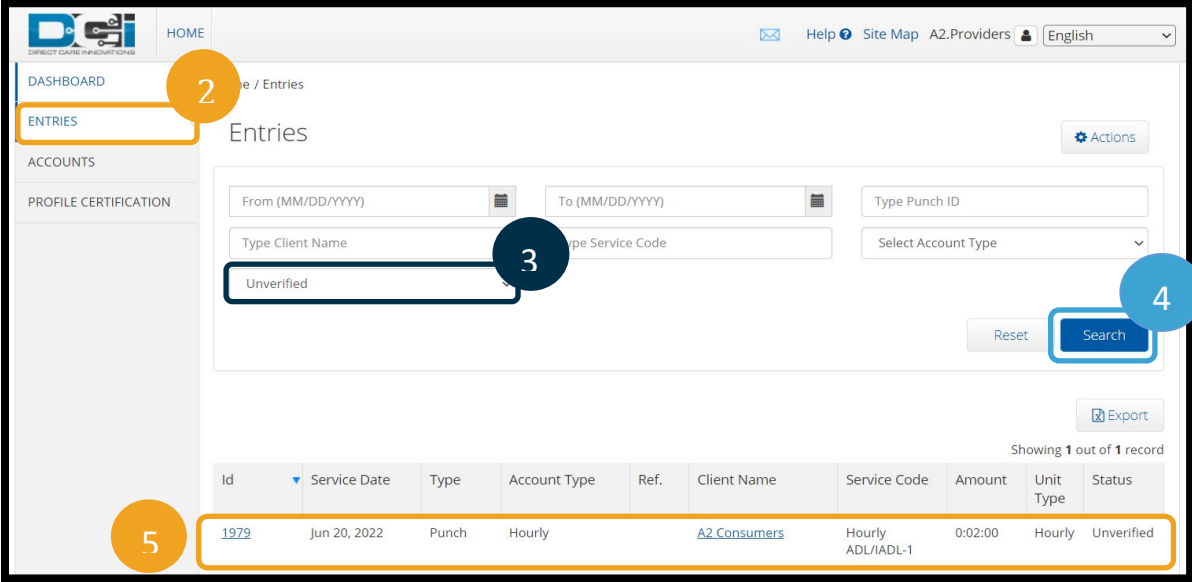 DCi
DIRECT CARE INNOVATIONS
HOME
Help
Site Map
A2.Providers
English
DASHBOARD
ENTRIES
ACCOUNTS
PROFILE CERTIFICATION
2
/ Entries
Entries
Actions
From (MM/DD/YYYY)
To (MM/DD/YYYY)
Type Punch ID
Type Client Name
3
Service Code
Select Account Type
Unverified
4
Reset
Search
Export
Showing 1 out of 1 record
Id Service Date Type Account Type Ref. Client Name Service Code Amount Unit Type Status
5
1979 Jun 20, 2022 Punch Hourly A2 Consumers Hourly ADL/IADL-1 0:02:00 Hourly Unverified